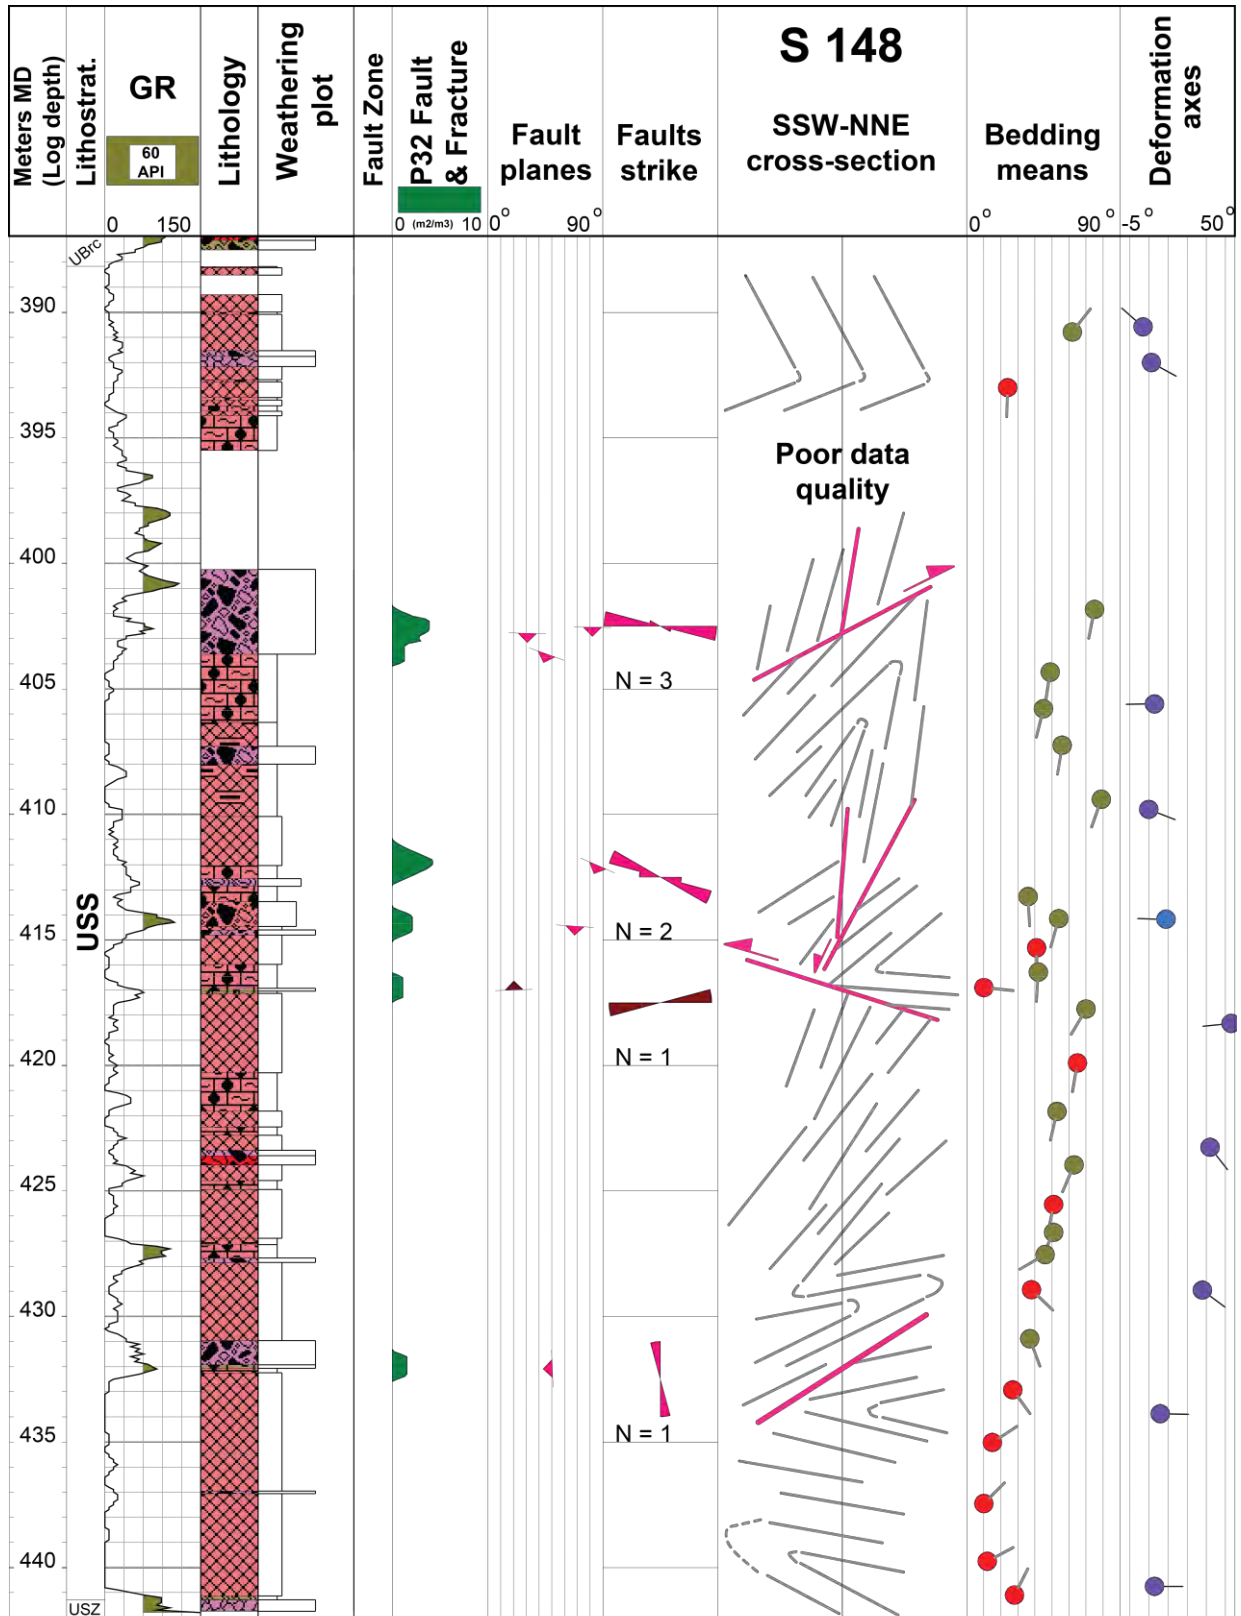 S 148
Meters MD
(Log depth)
Lithostrat.
GR
60
API
0 150
Lithology
Weathering
plot
Fault Zone
P32 Fault
& Fracture
0 (m2/m3) 10
Fault
planes
0° 90°
Faults
strike
SSW-NNE
cross-section
Bedding
means
0° 90°
Deformation
axes
-5° 50°
UBrc
390
395
Poor data
quality
400
405
N = 3
410
USS
415
N = 2
420
N = 1
425
430
435
N = 1
440
USZ